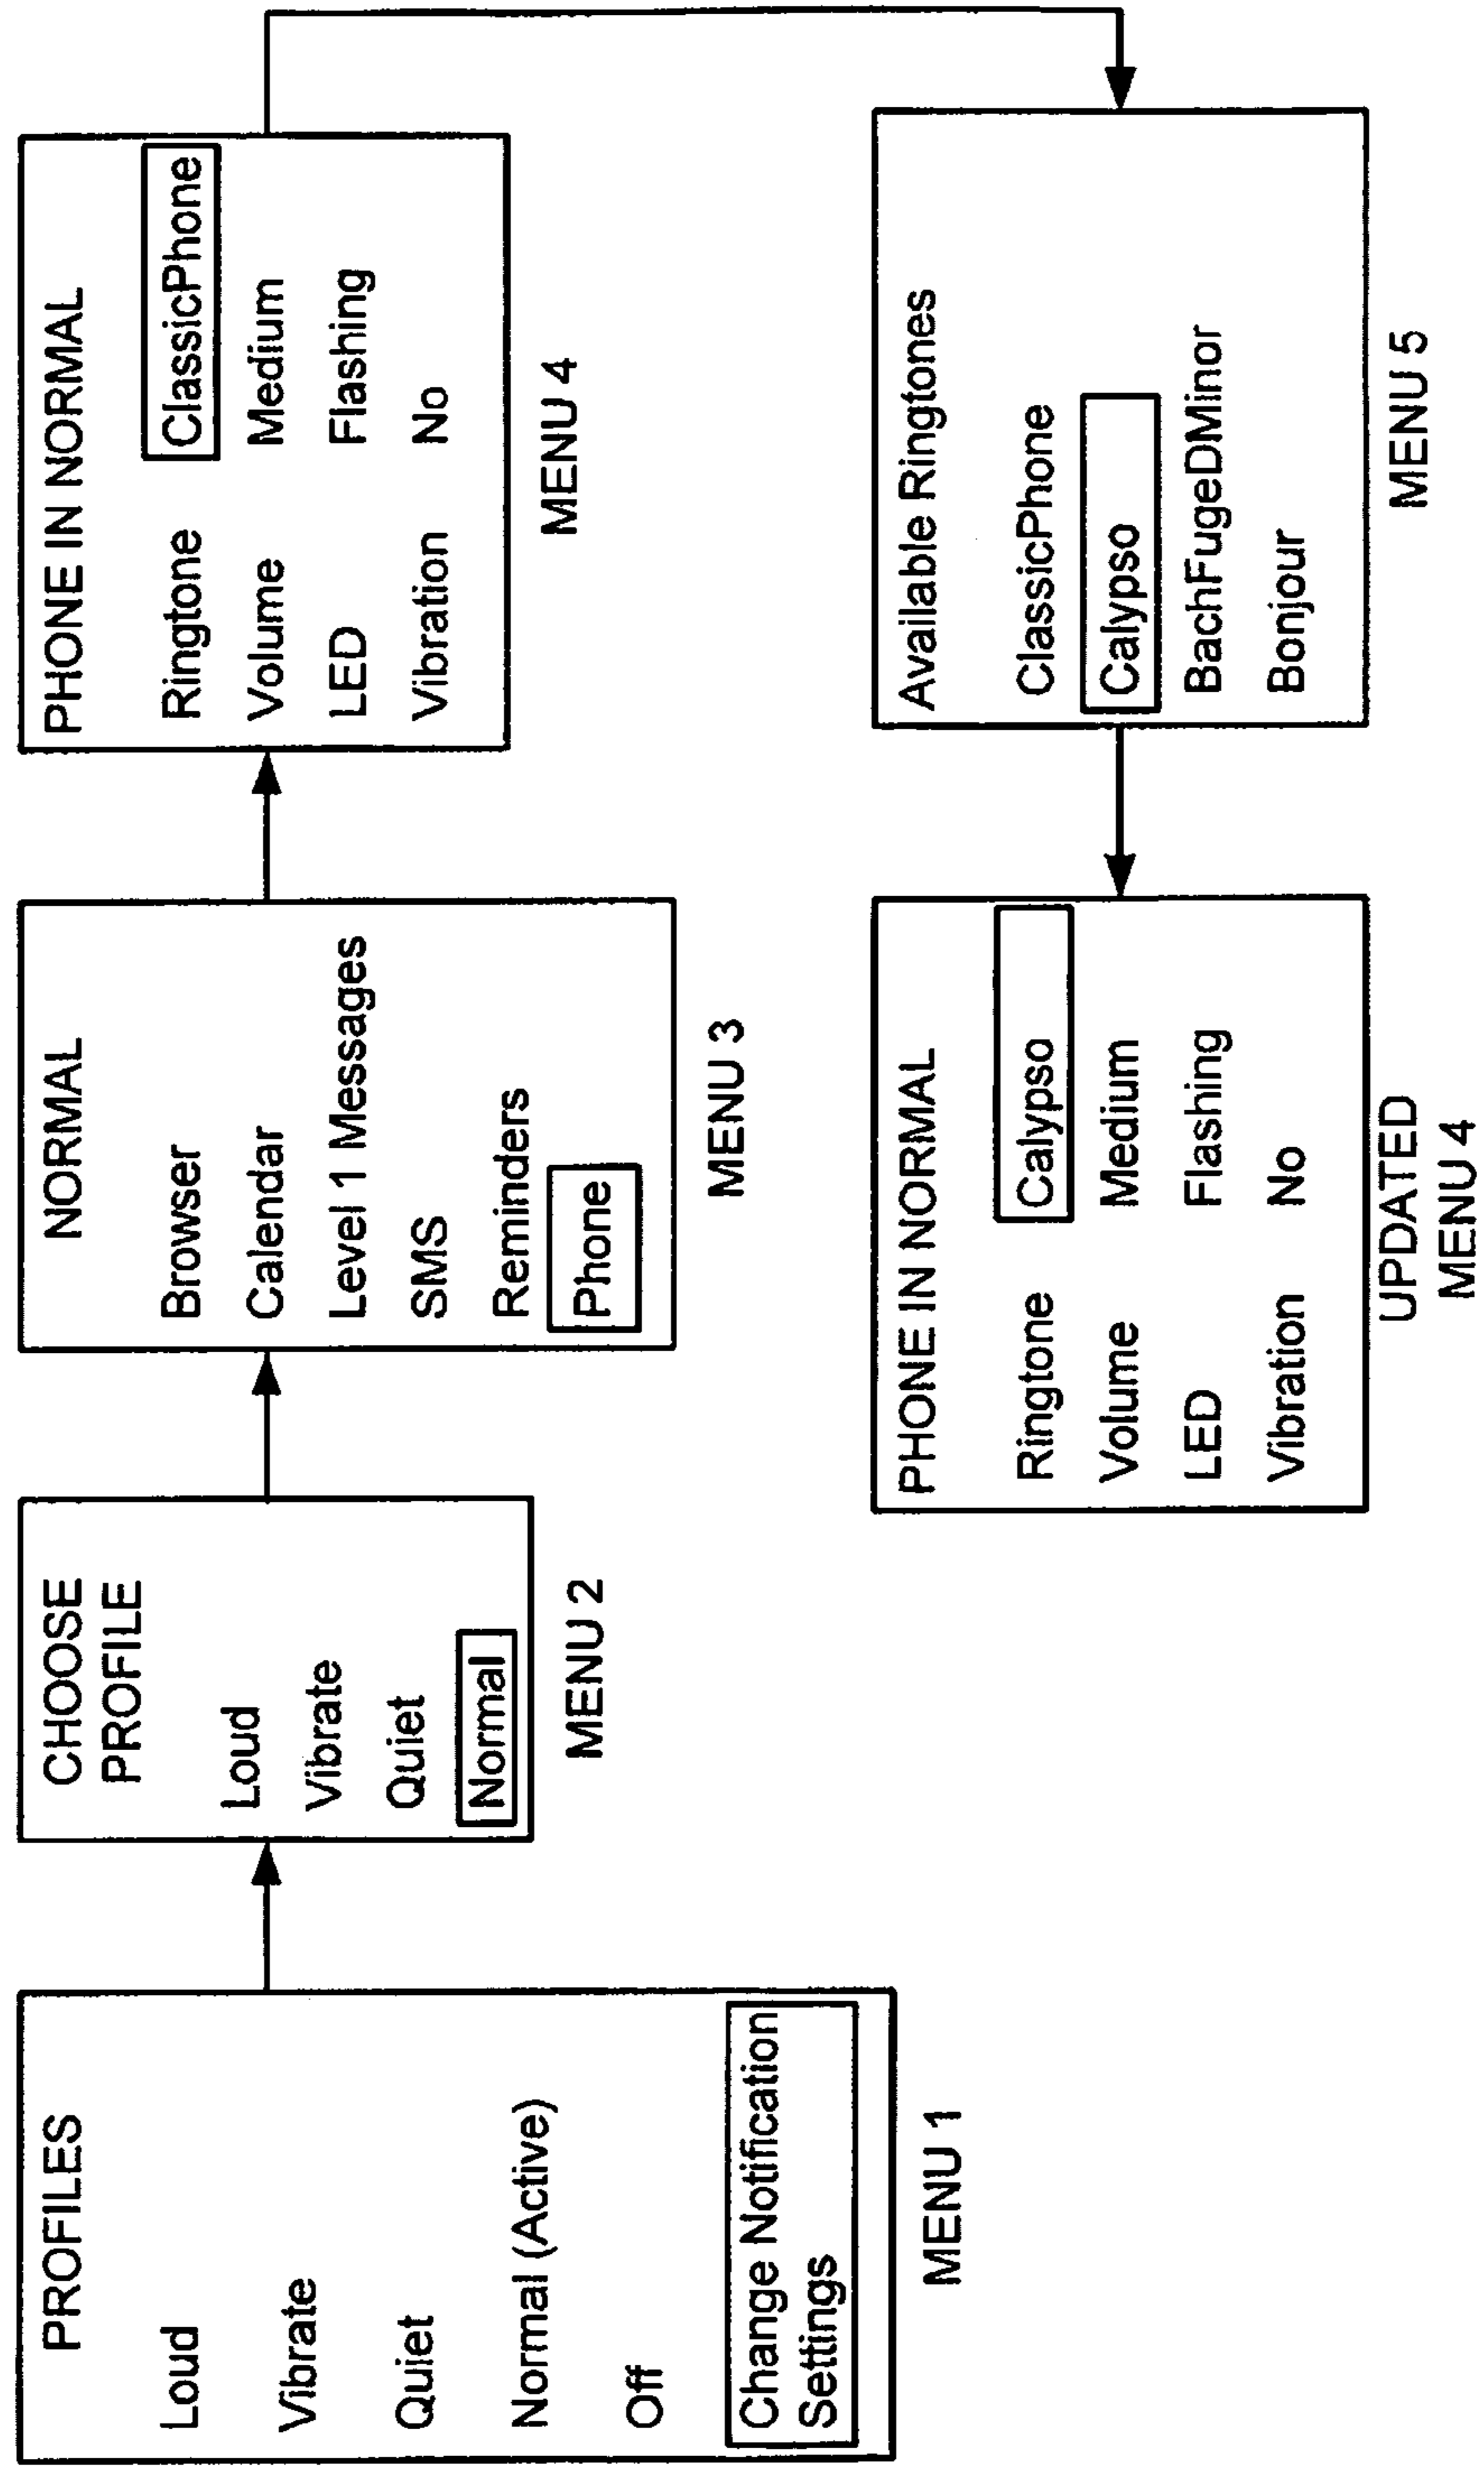 PROFILES
Loud
Vibrate
Quiet
Normal (Active)
Off
Change Notification
Settings
MENU 1
CHOOSE
PROFILE
Loud
Vibrate
Quiet
Normal
MENU 2
NORMAL
Browser
Calendar
Level 1 Messages
SMS
Reminders
Phone
MENU 3
PHONE IN NORMAL
Ringtone ClassicPhone
Volume Medium
LED Flashing
Vibration No
MENU 4
Available Ringtones
ClassicPhone
Calypso
BachFugeDMinor
Bonjour
MENU 5
PHONE IN NORMAL
Ringtone Calypso
Volume Medium
LED Flashing
Vibration No
UPDATED
MENU 4